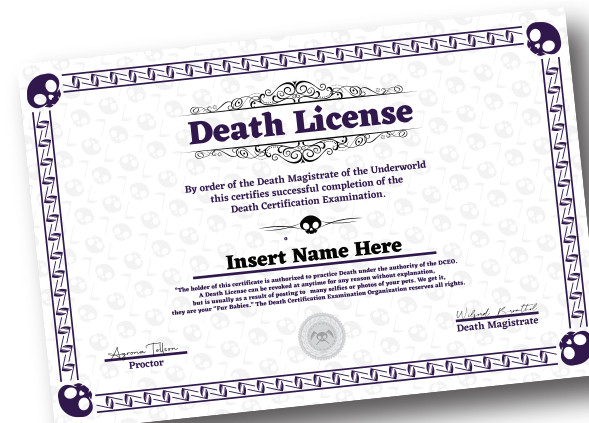 Death License
By order of the Death Magistrate of the Underworld
this certifies successful completion of the
Death Certification Examination.
Insert Name Here
"The holder of this certificate is authorized to practice Death under the authority of the DCEO.
A Death License can be revoked at anytime for any reason without explanation,
but is usually as a result of posting to many selfies or photos of your pets. We get it,
they are your "Fur Babies." The Death Certification Examination Organization reserves all rights.
Proctor
Death Magistrate